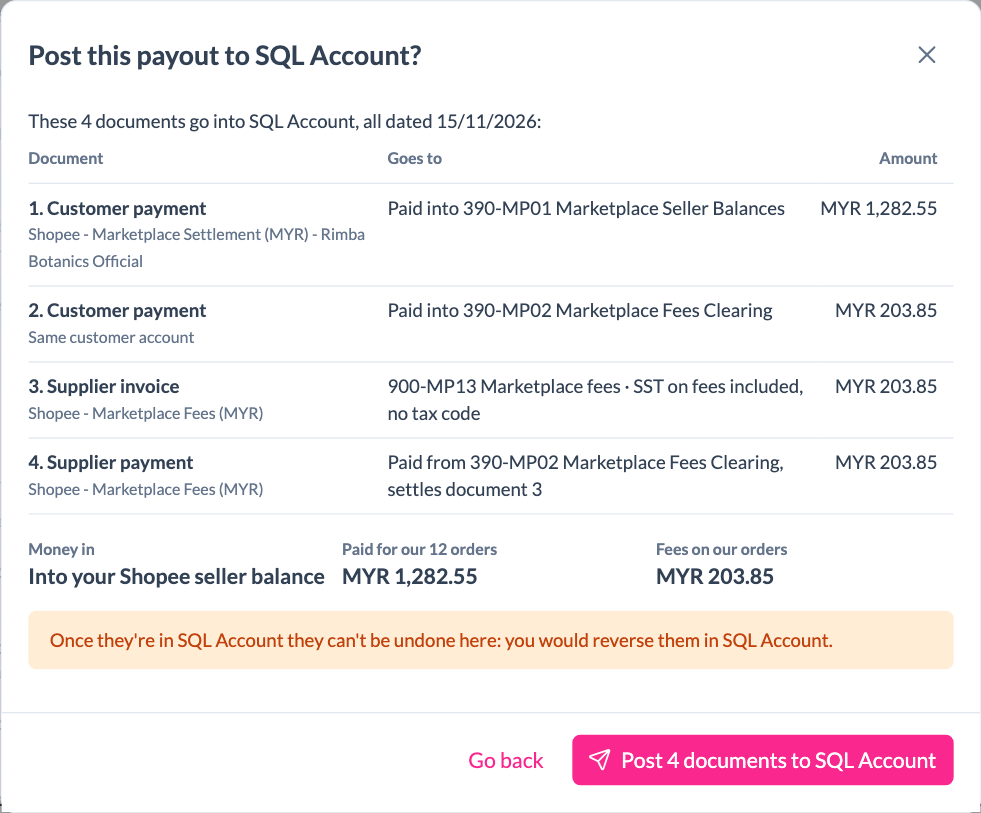 Post this payout to SQL Account?
These 4 documents go into SQL Account, all dated 15/11/2026:
Document Goes to Amount
1. Customer payment Paid into 390-MP01 Marketplace Seller Balances MYR 1,282.55
Shopee - Marketplace Settlement (MYR) - Rimba
Botanics Official
2. Customer payment Paid into 390-MP02 Marketplace Fees Clearing MYR 203.85
Same customer account
3. Supplier invoice 900-MP13 Marketplace fees · SST on fees included, MYR 203.85
Shopee - Marketplace Fees (MYR) no tax code
4. Supplier payment Paid from 390-MP02 Marketplace Fees Clearing, MYR 203.85
Shopee - Marketplace Fees (MYR) settles document 3
Money in Paid for our 12 orders Fees on our orders
Into your Shopee seller balance MYR 1,282.55 MYR 203.85
Once they're in SQL Account they can't be undone here: you would reverse them in SQL Account.
Go back Post 4 documents to SQL Account